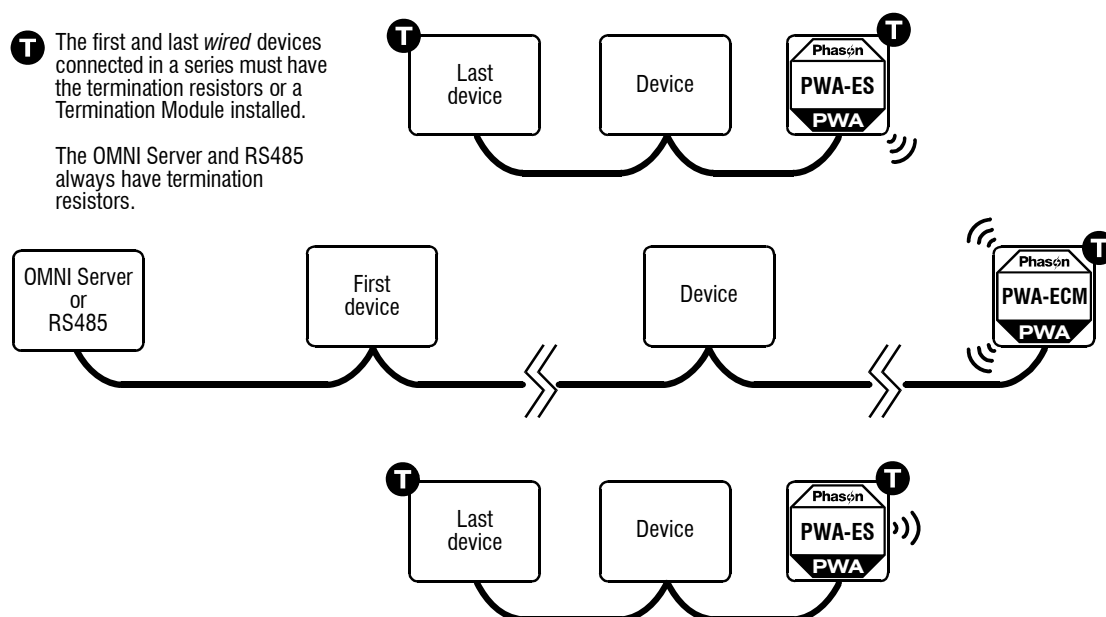 T
The first and last wired devices
connected in a series must have
the termination resistors or a
Termination Module installed.
The OMNI Server and RS485
always have termination
resistors.
T
Last
device
Device
T
Phason
PWA-ES
PWA
OMNI Server
or
RS485
First
device
Device
T
Phason
PWA-ECM
PWA
T
Last
device
Device
T
Phason
PWA-ES
PWA